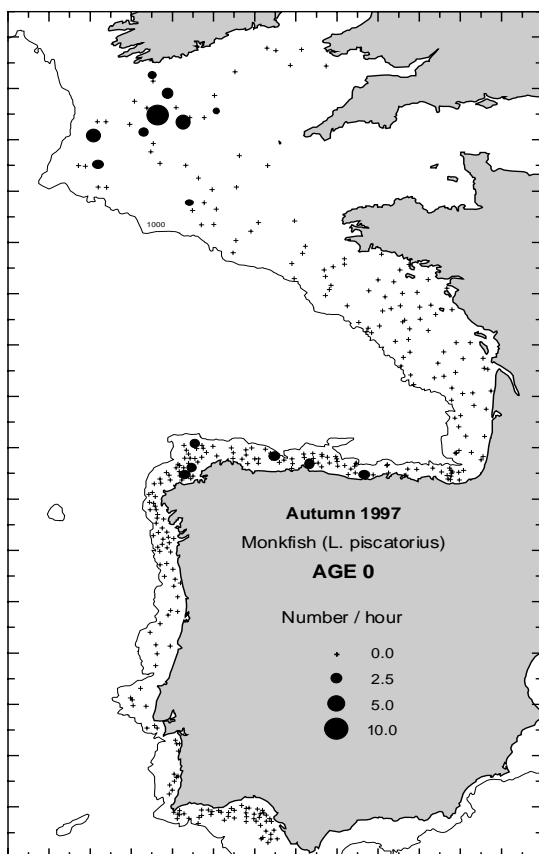 1000
Autumn 1997
Monkfish (L. piscatorius)
AGE 0
Number / hour
0.0
2.5
5.0
10.0